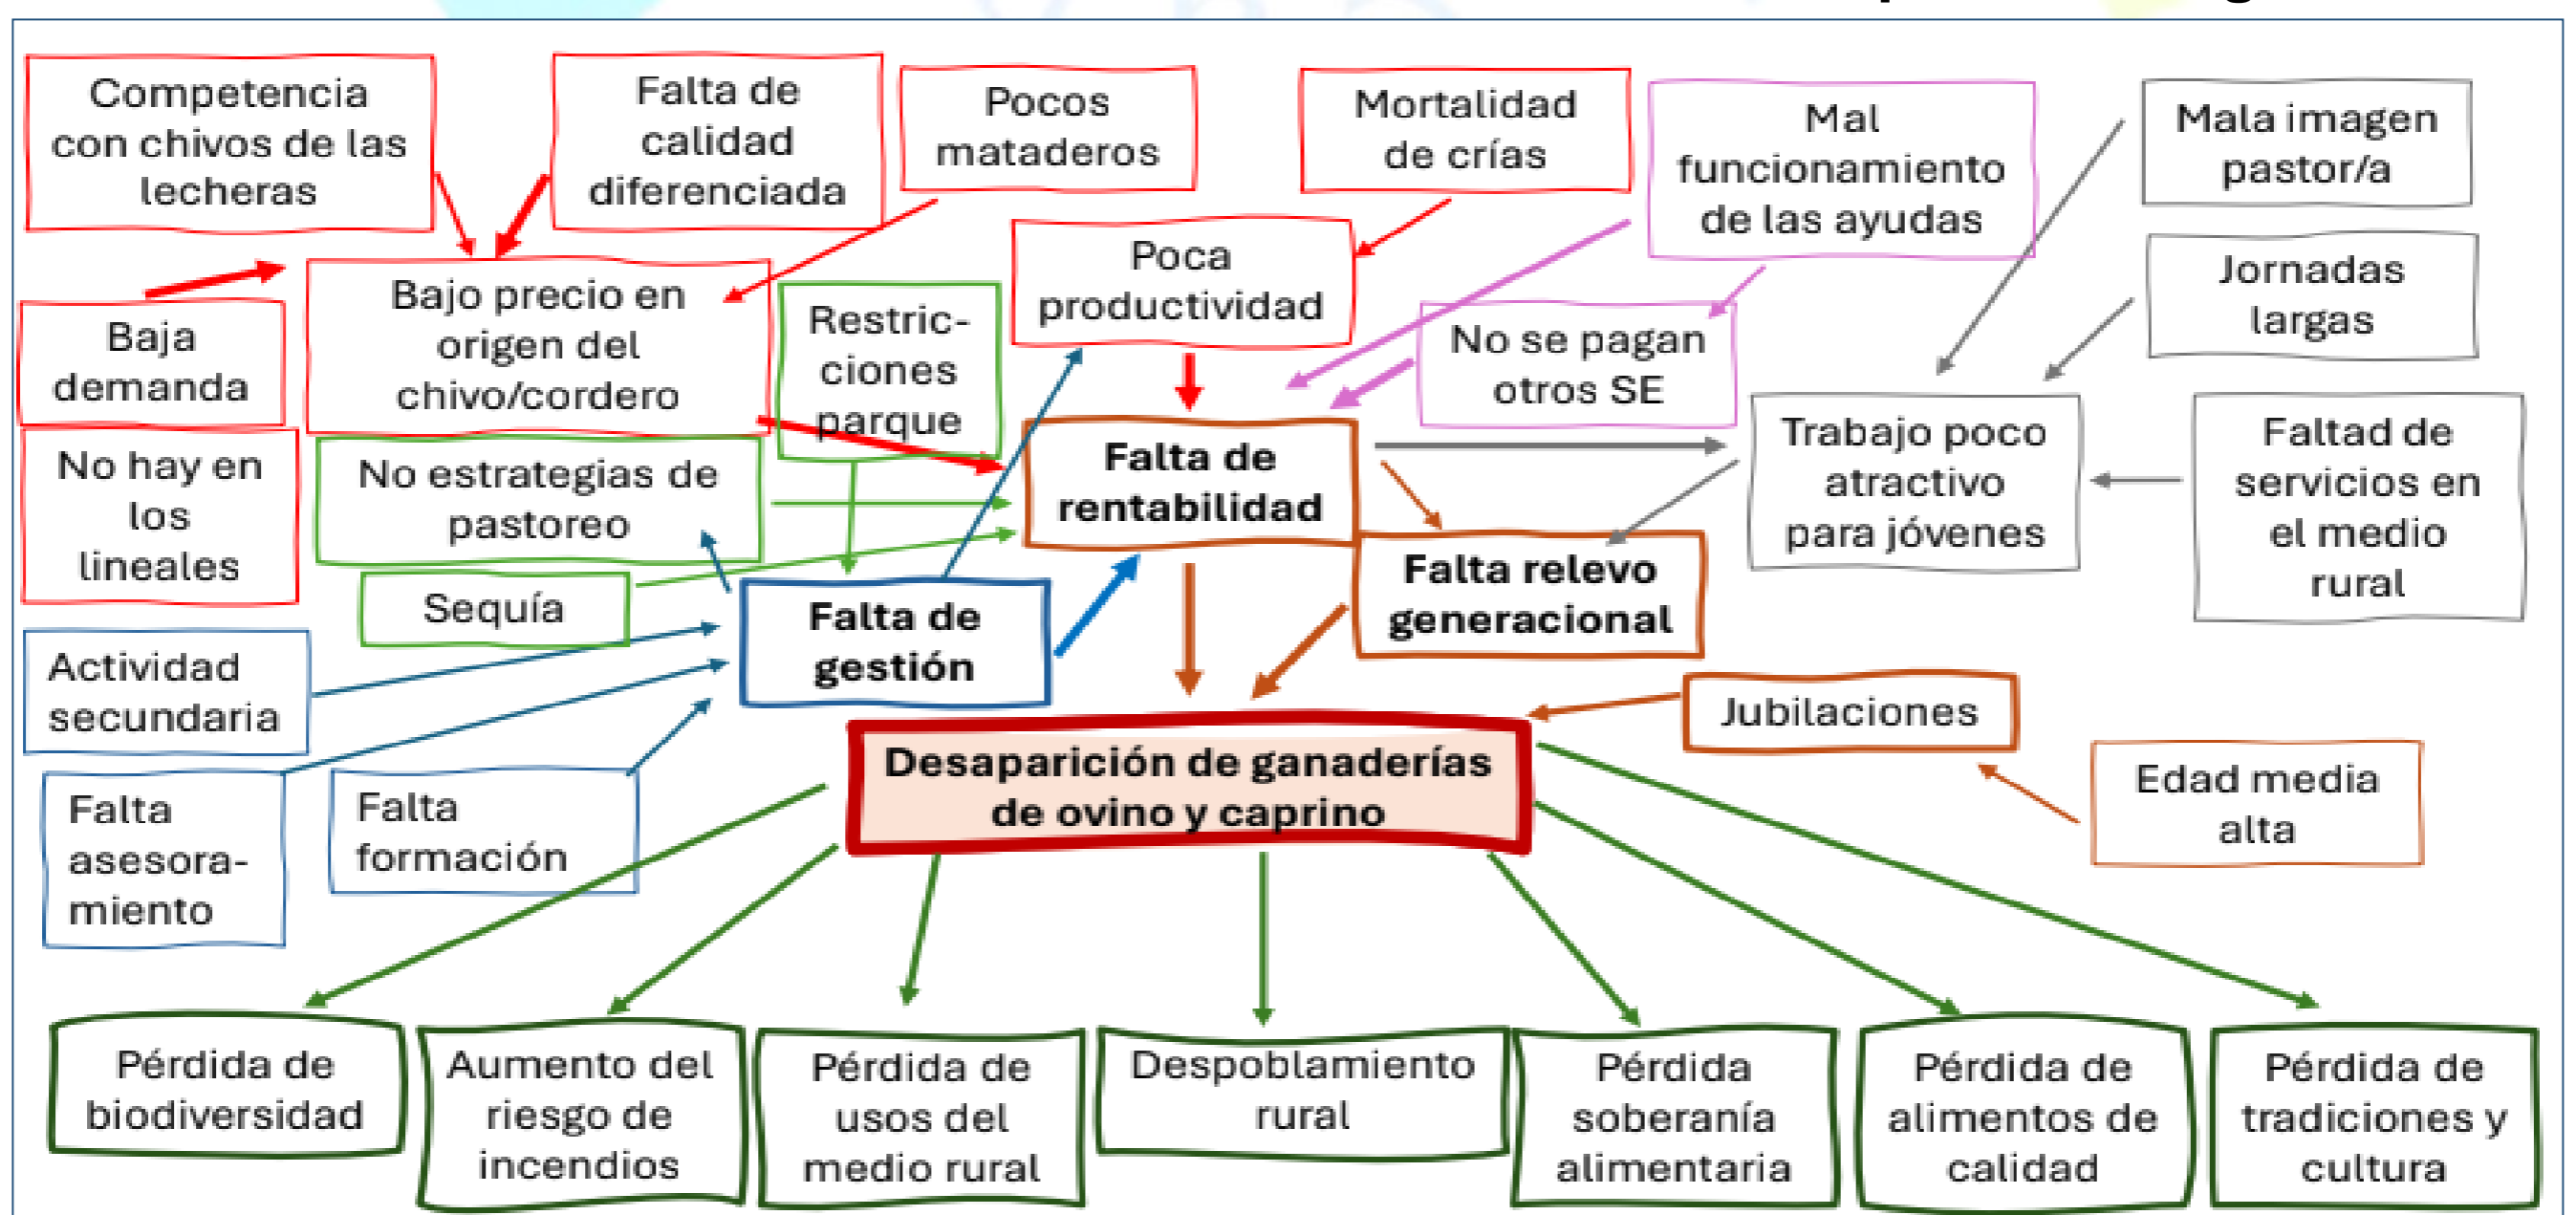 Competencia
con chivos de las
lecheras
Falta de
calidad
diferenciada
Pocos
mataderos
Mortalidad
de crías
Mal
funcionamiento
de las ayudas
Mala imagen
pastor/a
Baja
demanda
Bajo precio en
origen del
chivo/cordero
Restric-
ciones
parque
Poca
productividad
No se pagan
otros SE
Jornadas
largas
No hay en
los
lineales
No estrategias de
pastoreo
Falta de
rentabilidad
Trabajo poco
atractivo
para jóvenes
Faltad de
servicios en
el medio
rural
Sequía
Falta de
gestión
Falta relevo
generacional
Actividad
secundaria
Jubilaciones
Falta
asesora-
miento
Falta
formación
Desaparición de ganaderías
de ovino y caprino
Edad media
alta
Pérdida de
biodiversidad
Aumento del
riesgo de
incendios
Pérdida de
usos del
medio rural
Despoblamiento
rural
Pérdida
soberanía
alimentaria
Pérdida de
alimentos de
calidad
Pérdida de
tradiciones y
cultura